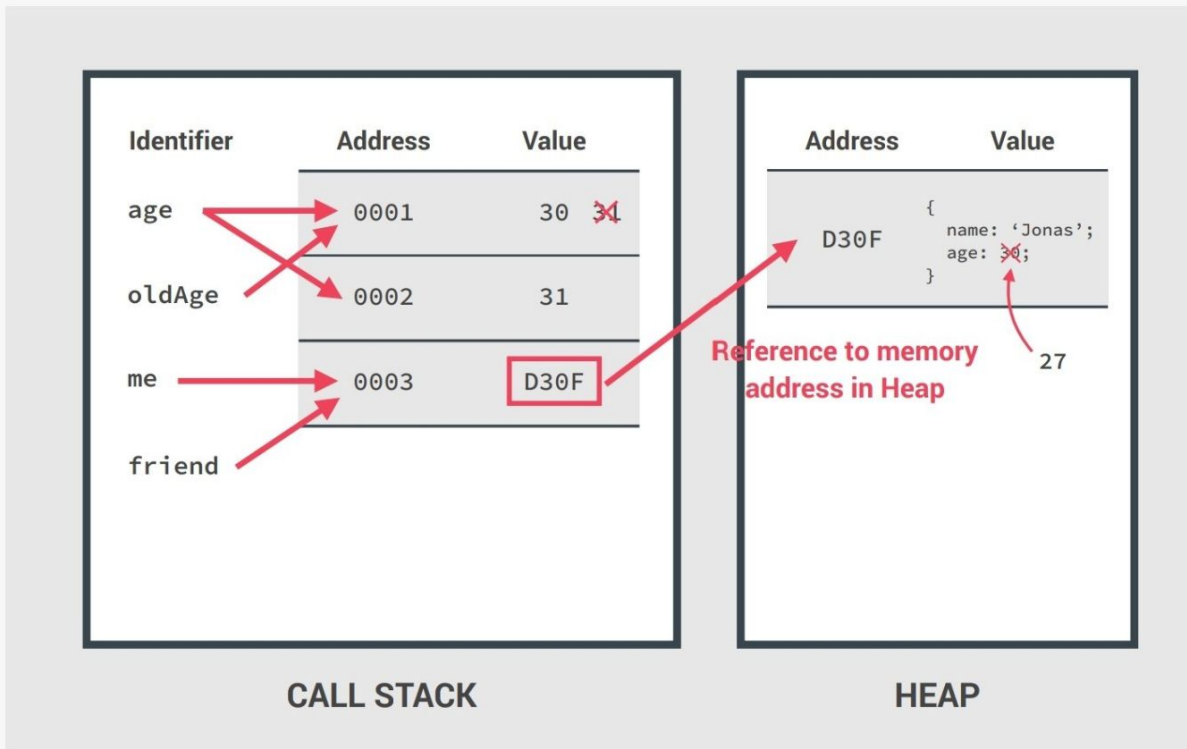 Identifier Address Value
age 0001 30 31
oldAge 0002 31
me 0003 D30F
friend
CALL STACK
Address Value
D30F
{
name: ‘Jonas’;
age: 30;
}
27
Reference to memory
address in Heap
HEAP